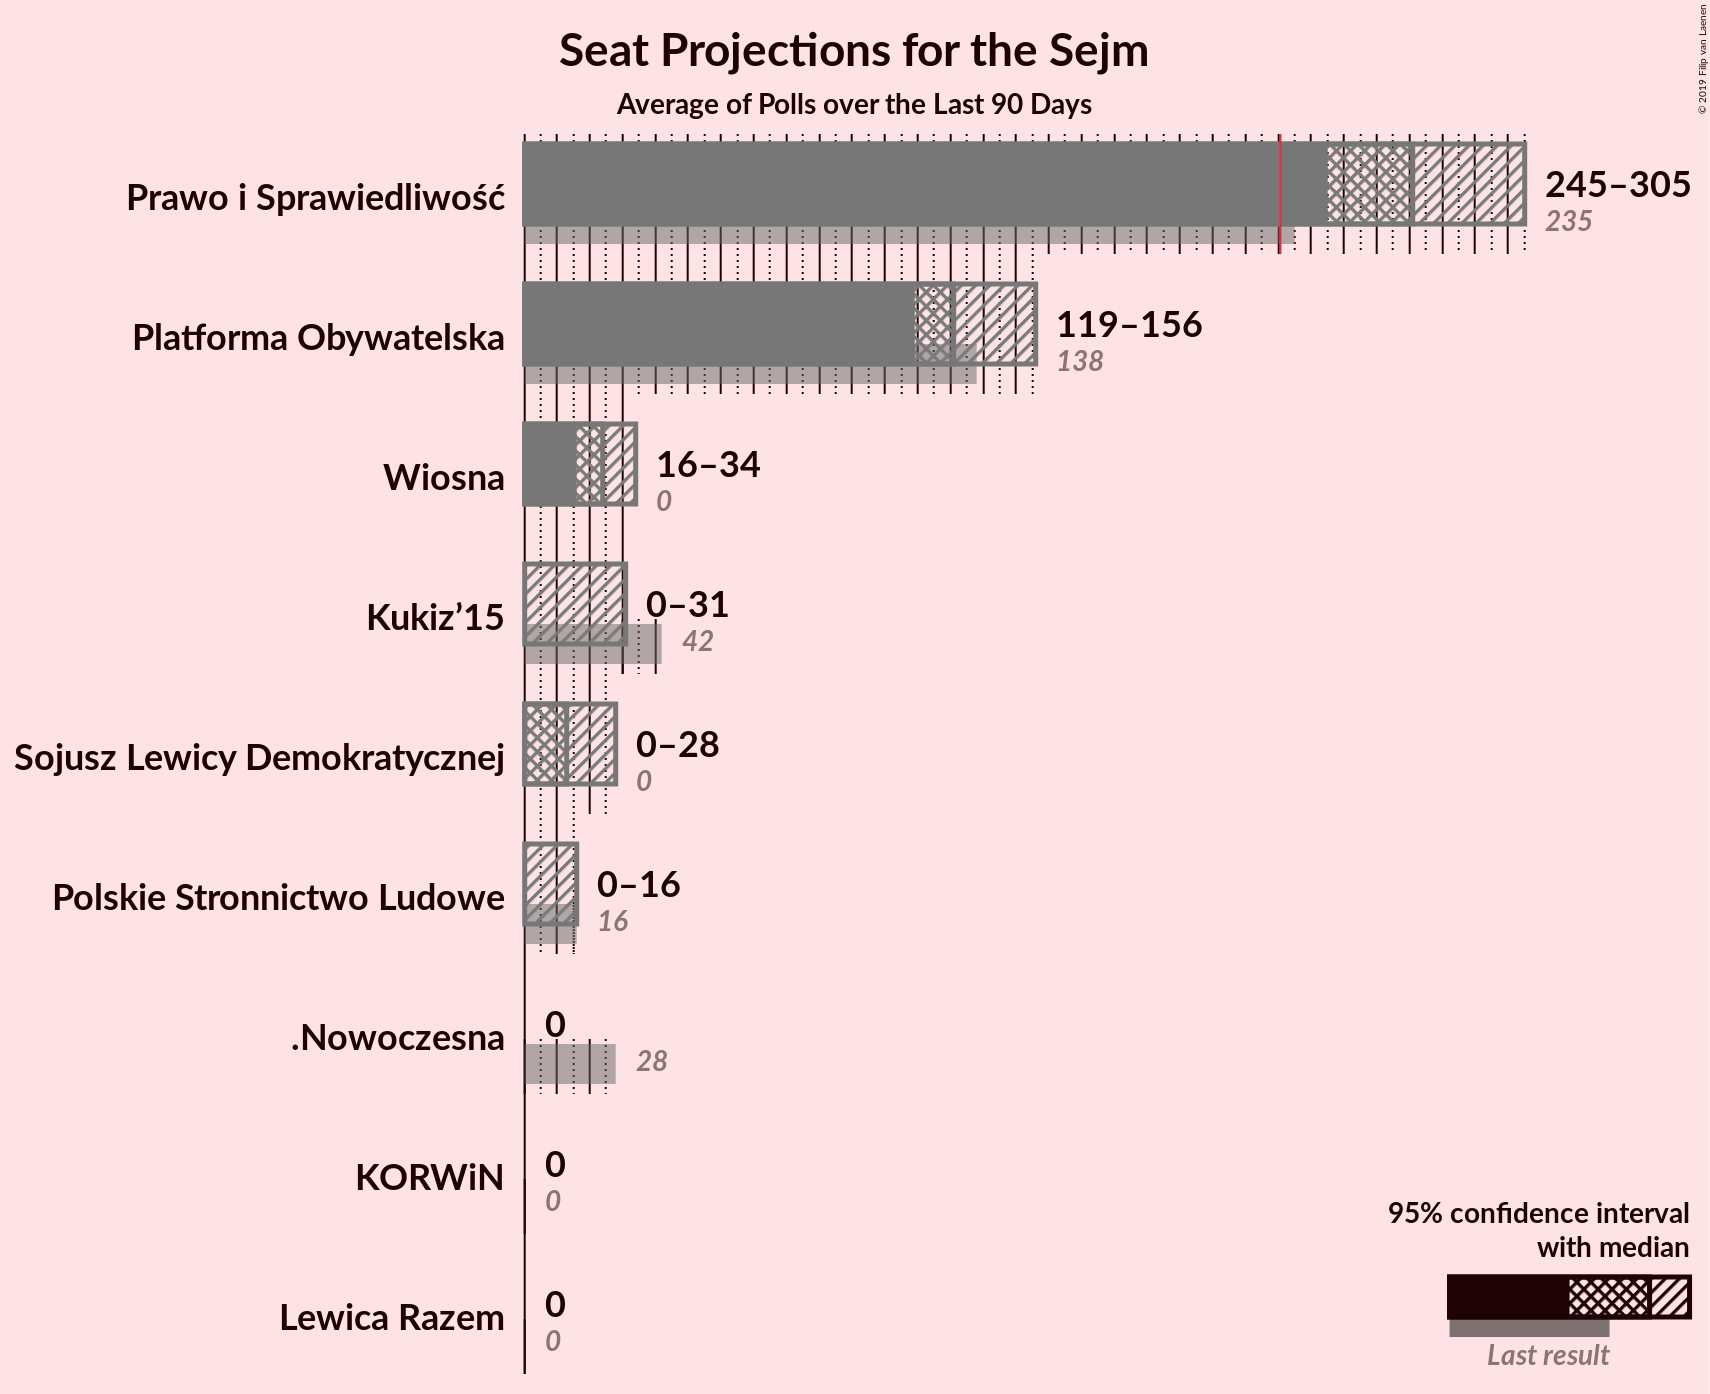 Seat Projections for the Sejm
Average of Polls over the Last 90 Days
© 2019 Filip van Laenen
Prawo i Sprawiedliwość
245–305
235
Platforma Obywatelska
119–156
138
Wiosna
16–34
0
Kukiz’15
0–31
42
Sojusz Lewicy Demokratycznej
0–28
0
Polskie Stronnictwo Ludowe
0–16
16
.Nowoczesna
0
28
KORWiN
0
0
Lewica Razem
0
0
95% confidence interval
with median
Last result